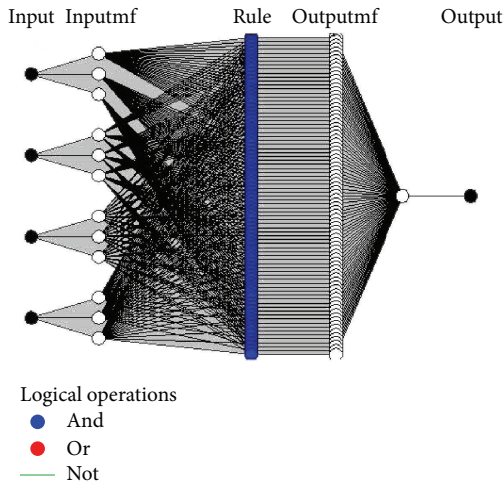 Input Inputmf Rule Outputmf Output
Logical operations
And
Or
Not